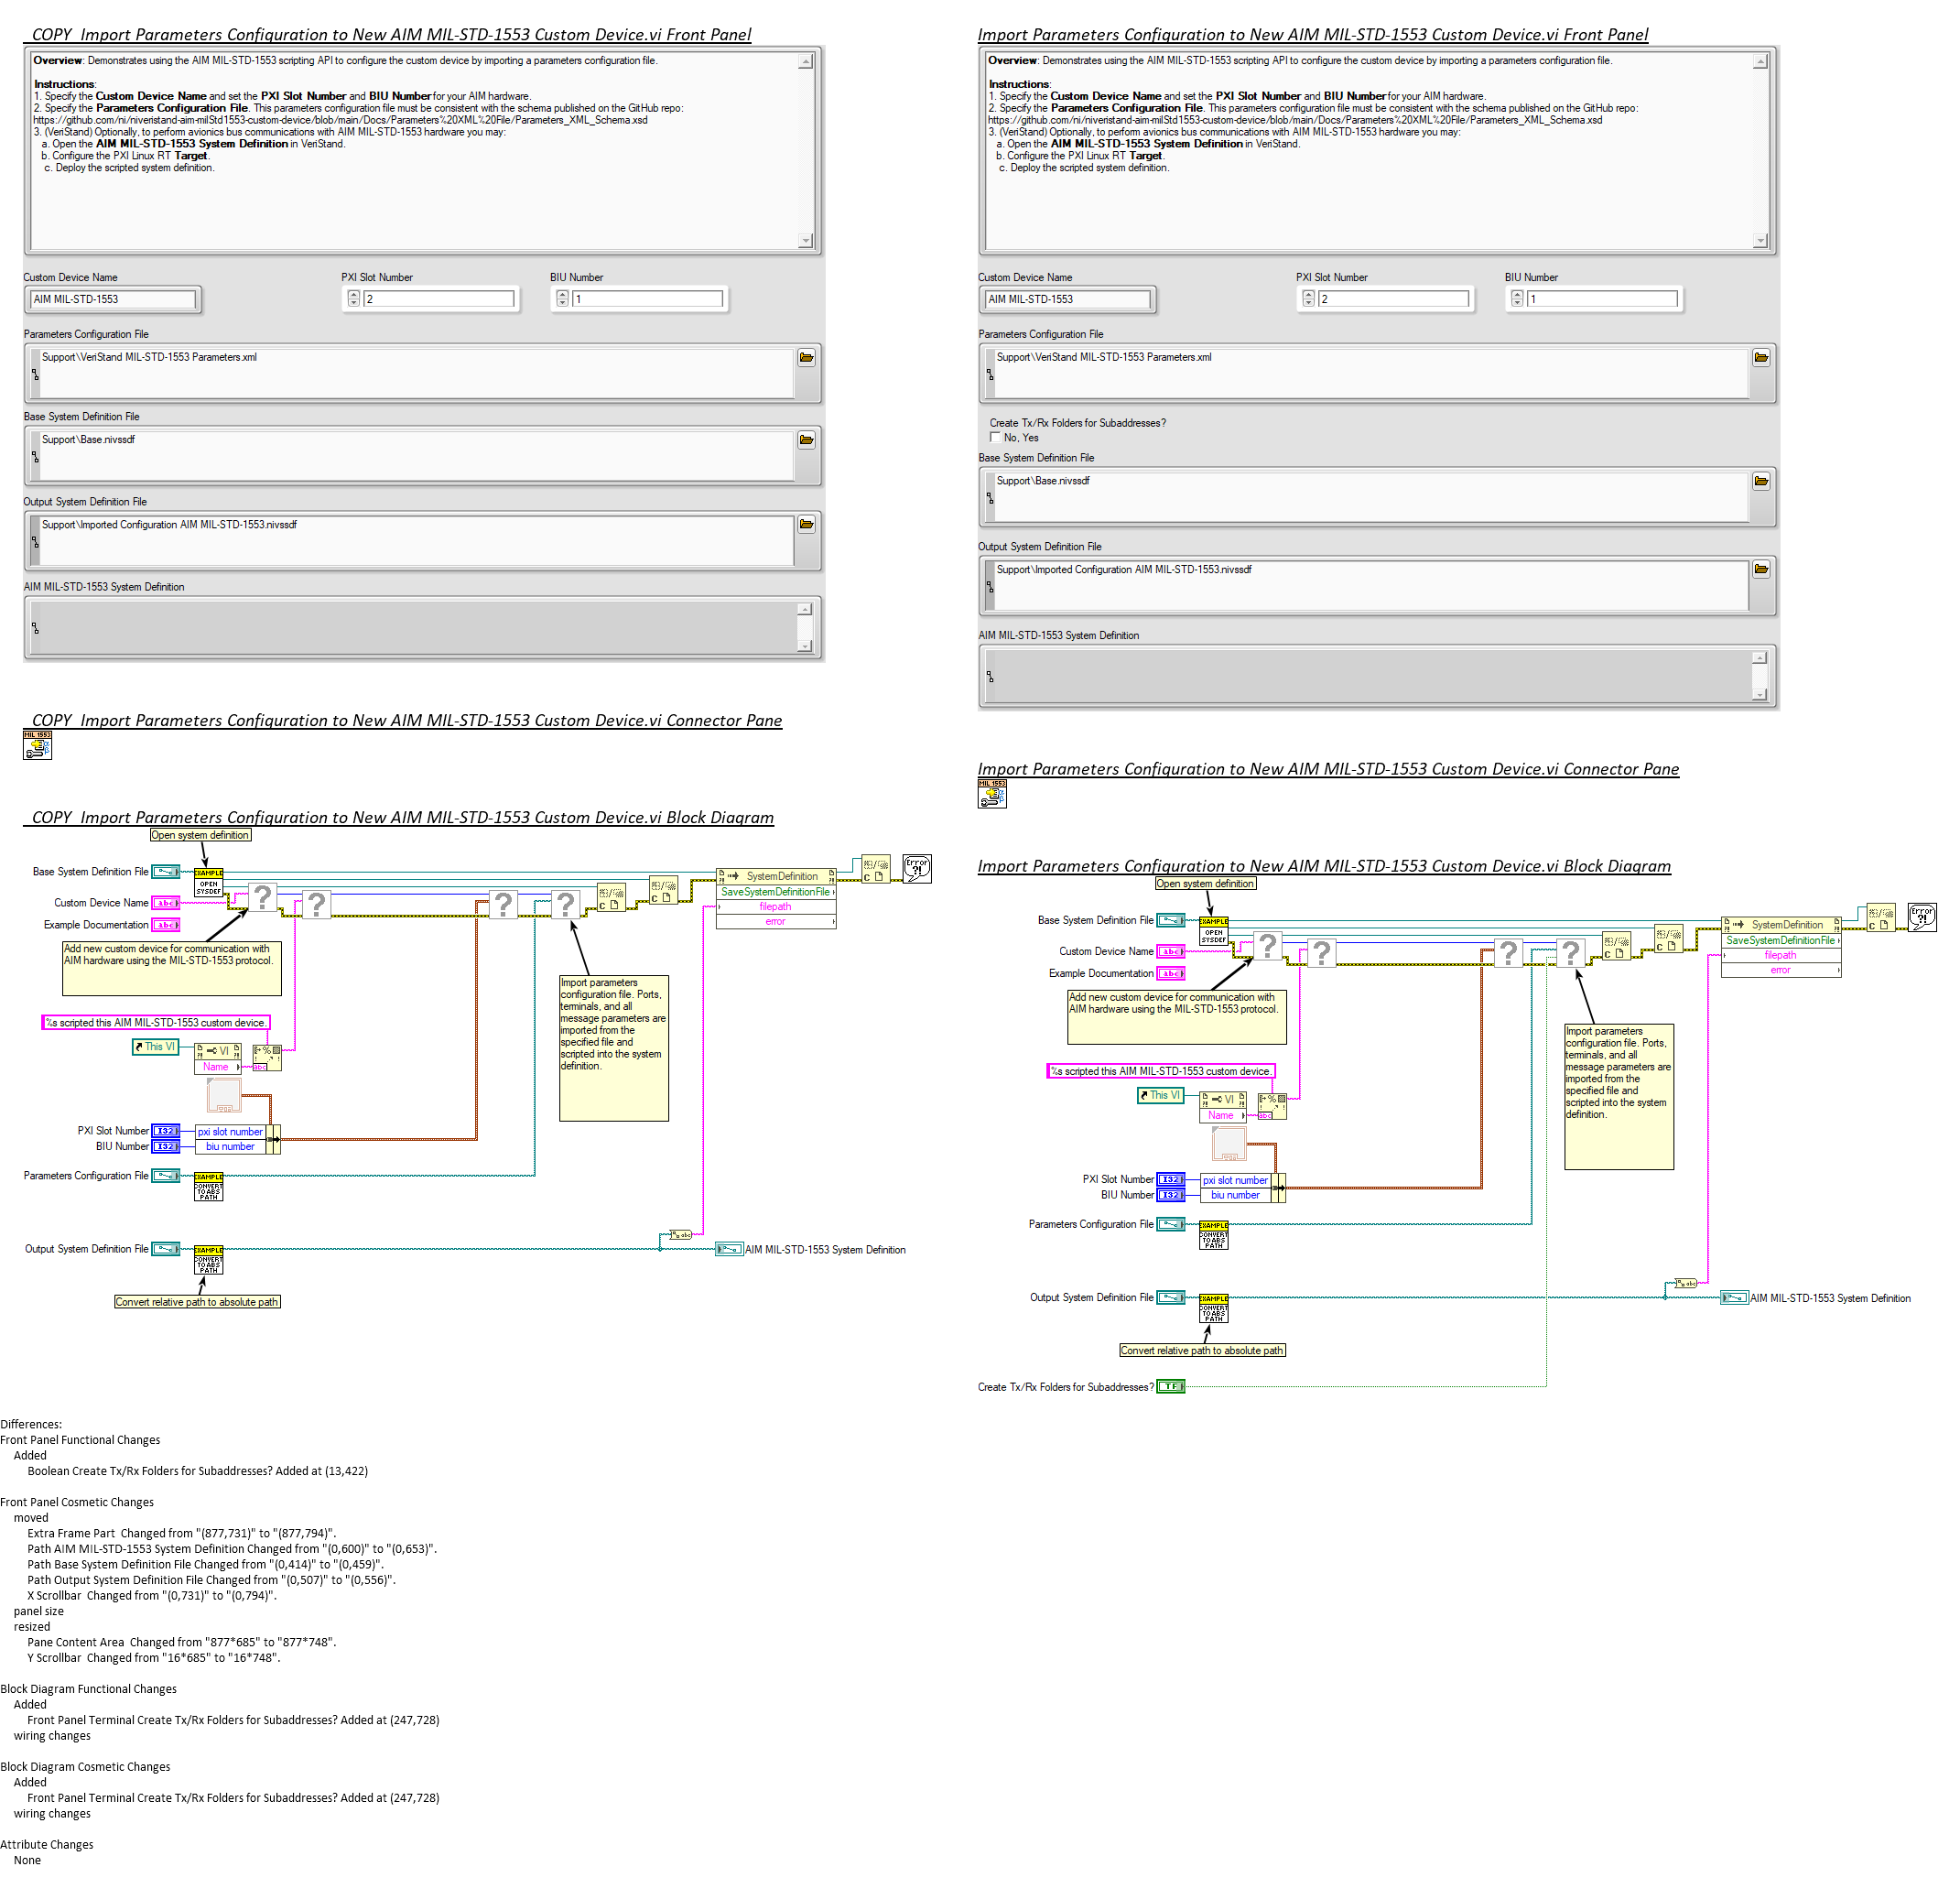 COPY  Import Parameters Configuration to New AIM MIL-STD-1553 Custom Device.vi Front Panel
Overview: Demonstrates using the AIM MIL-STD-1553 scripting API to configure the custom device by importing a parameters configuration file.
Instructions:
1. Specify the Custom Device Name and set the PXI Slot Number and BIU Number for your AIM hardware.
2. Specify the Parameters Configuration File. This parameters configuration file must be consistent with the schema published on the GitHub repo:
https://github.com/ni/niveristand-aim-milStd1553-custom-device/blob/main/Docs/Parameters%20XML%20File/Parameters_XML_Schema.xsd
3. (VeriStand) Optionally, to perform avionics bus communications with AIM MIL-STD-1553 hardware you may:
a. Open the AIM MIL-STD-1553 System Definition in VeriStand.
b. Configure the PXI Linux RT Target.
c. Deploy the scripted system definition.
Custom Device Name
PXI Slot Number
BIU Number
AIM MIL-STD-1553
2
1
Parameters Configuration File
Support\VeriStand MIL-STD-1553 Parameters.xml
Base System Definition File
Support\Base.nivssdf
Output System Definition File
Support\Imported Configuration AIM MIL-STD-1553.nivssdf
AIM MIL-STD-1553 System Definition
COPY  Import Parameters Configuration to New AIM MIL-STD-1553 Custom Device.vi Connector Pane
MIL 1553
COPY  Import Parameters Configuration to New AIM MIL-STD-1553 Custom Device.vi Block Diagram
Open system definition
Base System Definition File
EXAMPLE
OPEN
SYSDEF
Custom Device Name
abc
Example Documentation
abc
Add new custom device for communication with
AIM hardware using the MIL-STD-1553 protocol.
?
?
?
?
SystemDefinition
SaveSystemDefinitionFile
filepath
error
Error
?!
Import parameters
configuration file. Ports,
terminals, and all
message parameters are
imported from the
specified file and
scripted into the system
definition.
%s scripted this AIM MIL-STD-1553 custom device.
This VI
VI
Name
abc
PXI Slot Number
I32
pxi slot number
BIU Number
I32
biu number
Parameters Configuration File
EXAMPLE
CONVERT
TO ABS
PATH
Output System Definition File
EXAMPLE
CONVERT
TO ABS
PATH
AIM MIL-STD-1553 System Definition
Convert relative path to absolute path
Import Parameters Configuration to New AIM MIL-STD-1553 Custom Device.vi Front Panel
Overview: Demonstrates using the AIM MIL-STD-1553 scripting API to configure the custom device by importing a parameters configuration file.
Instructions:
1. Specify the Custom Device Name and set the PXI Slot Number and BIU Number for your AIM hardware.
2. Specify the Parameters Configuration File. This parameters configuration file must be consistent with the schema published on the GitHub repo:
https://github.com/ni/niveristand-aim-milStd1553-custom-device/blob/main/Docs/Parameters%20XML%20File/Parameters_XML_Schema.xsd
3. (VeriStand) Optionally, to perform avionics bus communications with AIM MIL-STD-1553 hardware you may:
a. Open the AIM MIL-STD-1553 System Definition in VeriStand.
b. Configure the PXI Linux RT Target.
c. Deploy the scripted system definition.
Custom Device Name
PXI Slot Number
BIU Number
AIM MIL-STD-1553
2
1
Parameters Configuration File
Support\VeriStand MIL-STD-1553 Parameters.xml
Create Tx/Rx Folders for Subaddresses?
No, Yes
Base System Definition File
Support\Base.nivssdf
Output System Definition File
Support\Imported Configuration AIM MIL-STD-1553.nivssdf
AIM MIL-STD-1553 System Definition
Import Parameters Configuration to New AIM MIL-STD-1553 Custom Device.vi Connector Pane
MIL 1553
Import Parameters Configuration to New AIM MIL-STD-1553 Custom Device.vi Block Diagram
Open system definition
Base System Definition File
EXAMPLE
OPEN
SYSDEF
Custom Device Name
abc
Example Documentation
abc
Add new custom device for communication with
AIM hardware using the MIL-STD-1553 protocol.
?
?
?
?
SystemDefinition
SaveSystemDefinitionFile
filepath
error
Error
?!
Import parameters
configuration file. Ports,
terminals, and all
message parameters are
imported from the
specified file and
scripted into the system
definition.
%s scripted this AIM MIL-STD-1553 custom device.
This VI
VI
Name
abc
PXI Slot Number
I32
pxi slot number
BIU Number
I32
biu number
Parameters Configuration File
EXAMPLE
CONVERT
TO ABS
PATH
Output System Definition File
EXAMPLE
CONVERT
TO ABS
PATH
AIM MIL-STD-1553 System Definition
Convert relative path to absolute path
Create Tx/Rx Folders for Subaddresses?
TF
Differences:
Front Panel Functional Changes
Added
Boolean Create Tx/Rx Folders for Subaddresses? Added at (13,422)
Front Panel Cosmetic Changes
moved
Extra Frame Part  Changed from "(877,731)" to "(877,794)".
Path AIM MIL-STD-1553 System Definition Changed from "(0,600)" to "(0,653)".
Path Base System Definition File Changed from "(0,414)" to "(0,459)".
Path Output System Definition File Changed from "(0,507)" to "(0,556)".
X Scrollbar  Changed from "(0,731)" to "(0,794)".
panel size
resized
Pane Content Area  Changed from "877*685" to "877*748".
Y Scrollbar  Changed from "16*685" to "16*748".
Block Diagram Functional Changes
Added
Front Panel Terminal Create Tx/Rx Folders for Subaddresses? Added at (247,728)
wiring changes
Block Diagram Cosmetic Changes
Added
Front Panel Terminal Create Tx/Rx Folders for Subaddresses? Added at (247,728)
wiring changes
Attribute Changes
None